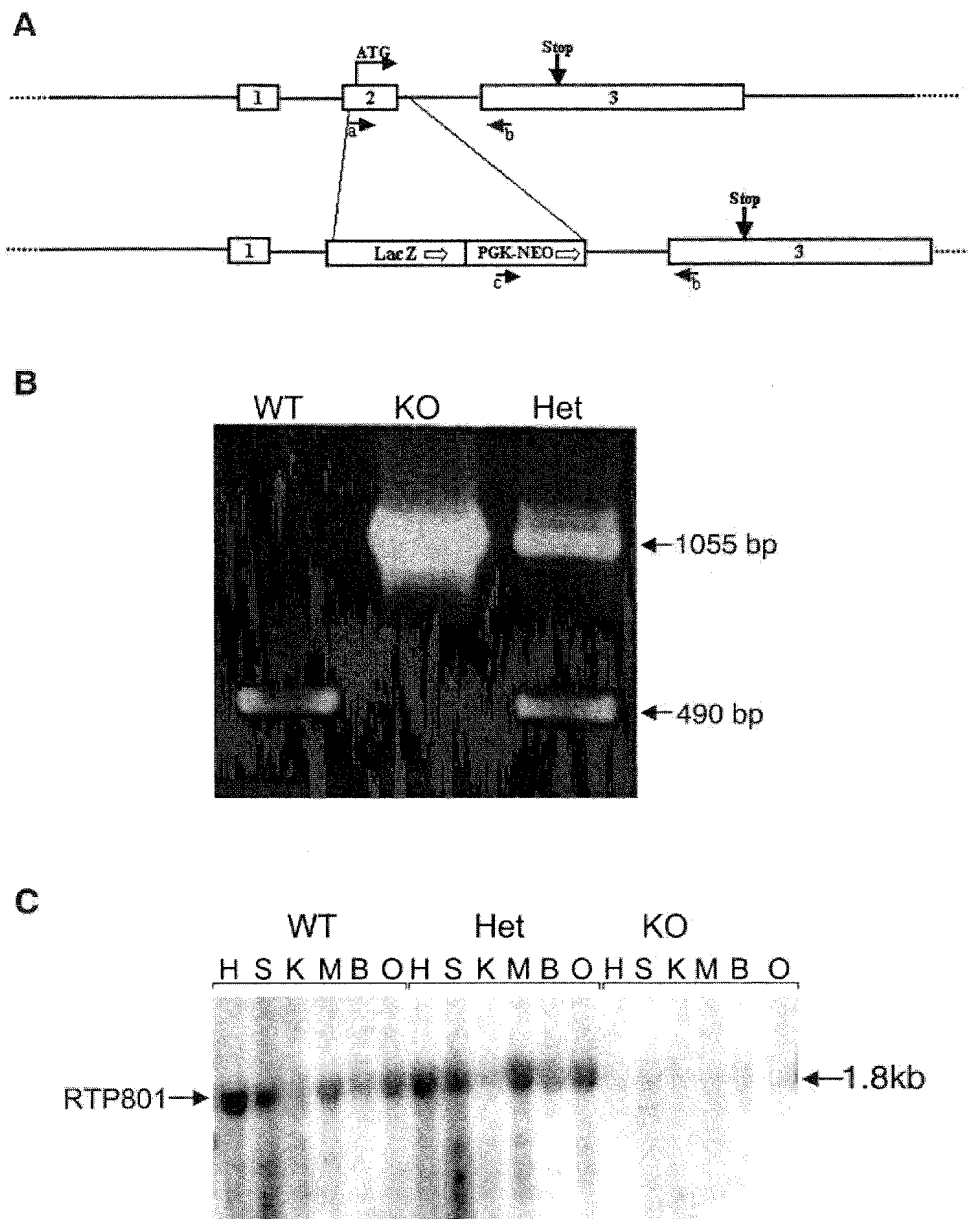 A
ATG
Stop
1 2 3
a b
Stop
1 LacZ PGK-NEO 3
c b
B
WT KO Het
1055 bp
490 bp
C
WT Het KO
H S K M B O H S K M B O H S K M B O
RTP801
1.8kb